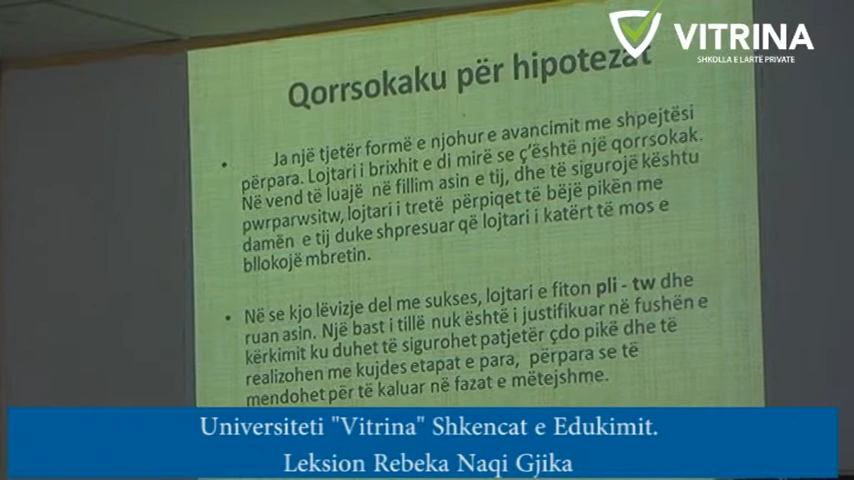 VITRINA
SHKOLLA E LARTË PRIVATE
Qorrsokaku për hipotezat
• Ja një tjetër formë e njohur e avancimit me shpejtësi
përpara. Lojtari i brixhit e di mirë se ç'është një qorrsokak.
Në vend të luajë në fillim asin e tij, dhe të sigurojë kështu
pwrparwsitw, lojtari i tretë përpiqet të bëjë pikën me
damën e tij duke shpresuar që lojtari i katërt të mos e
bllokojë mbretin.
• Në se kjo lëvizje del me sukses, lojtari e fiton pli - tw dhe
ruan asin. Një bast i tillë nuk është i justifikuar në fushën e
kërkimit ku duhet të sigurohet patjetër çdo pikë dhe të
realizohen me kujdes etapat e para, përpara se të
mendohet për të kaluar në fazat e mëtejshme.
Universiteti "Vitrina" Shkencat e Edukimit.
Leksion Rebeka Naqi Gjika